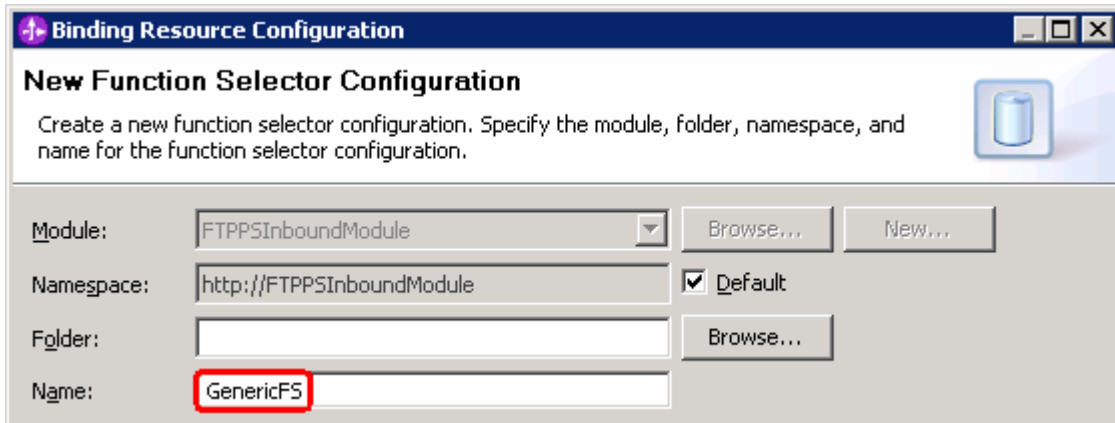 Binding Resource Configuration
New Function Selector Configuration
Create a new function selector configuration. Specify the module, folder, namespace, and
name for the function selector configuration.
Module: FTPPSInboundModule Browse... New...
Namespace: http://FTPPSInboundModule Default
Folder: Browse...
Name: GenericFS